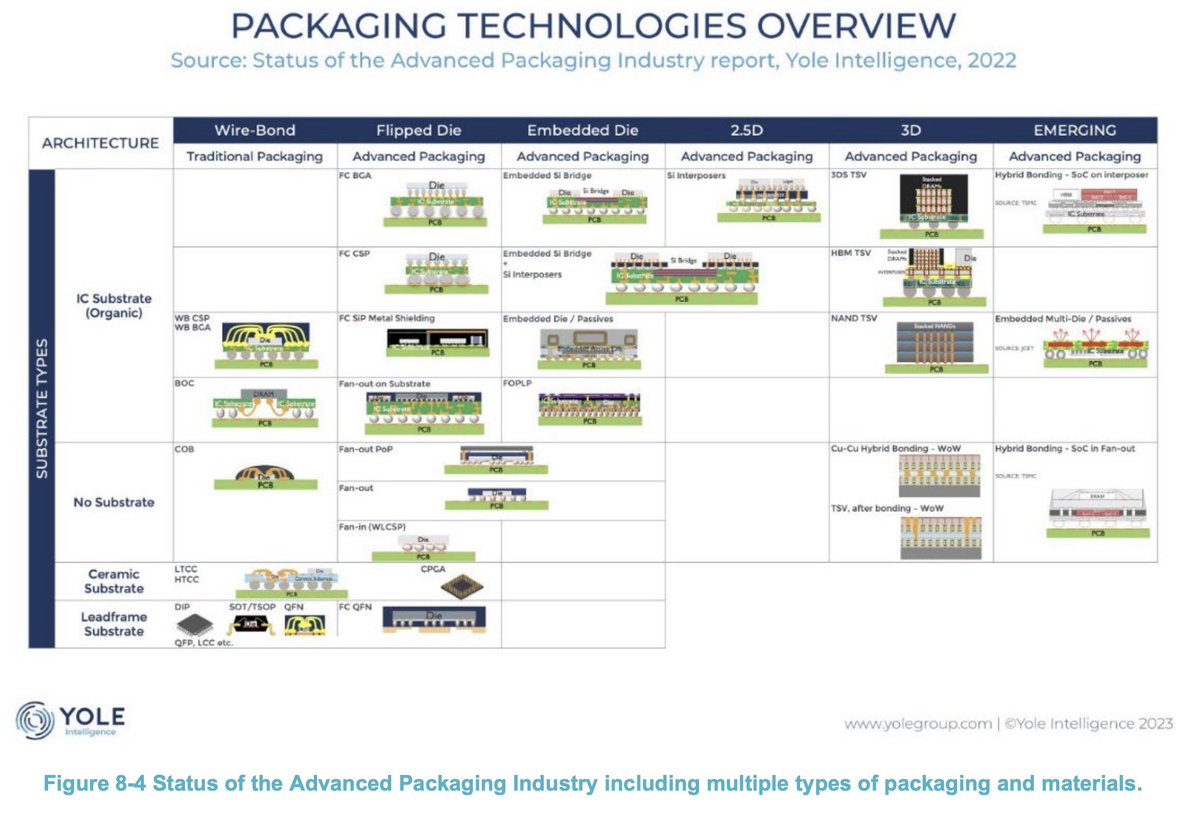 PACKAGING TECHNOLOGIES OVERVIEW
Source: Status of the Advanced Packaging Industry report, Yole Intelligence, 2022
ARCHITECTURE
Wire-Bond
Flipped Die
Embedded Die
2.5D
3D
EMERGING
Traditional Packaging
Advanced Packaging
Advanced Packaging
Advanced Packaging
Advanced Packaging
Advanced Packaging
SUBSTRATE TYPES
IC Substrate
(Organic)
FC BGA
Die
IC Substrate
PCB
Embedded Si Bridge
Die
Si Bridge
Die
IC Substrate
PCB
Si Interposers
Die
HBM
IC Substrate
PCB
3DS TSV
Stacked
DRAMs
IC Substrate
PCB
Hybrid Bonding - SoC on interposer
SOURCE: TSMC
HBM
IC Substrate
PCB
FC CSP
Die
IC Substrate
PCB
Embedded Si Bridge
+
Si Interposers
Die
Si Bridge
Die
IC Substrate
PCB
HBM TSV
Stacked
DRAMs
INTERPOSER
Die
IC Substrate
PCB
WB CSP
WB BGA
Die
IC Substrate
PCB
FC SiP Metal Shielding
IC Substrate
PCB
Embedded Die / Passives
PCB
NAND TSV
Stacked NANDs
PCB
Embedded Multi-Die / Passives
SOURCE: JCET
IC Substrate
PCB
BOC
DRAM
IC Substrate
IC Substrate
PCB
Fan-out on Substrate
Die
IC Substrate
PCB
FOPLP
IC Substrate
Die
PCB
No Substrate
COB
Die
PCB
Fan-out PoP
Die
PCB
Fan-out
Die
PCB
Fan-in (WLCSP)
Die
PCB
Cu-Cu Hybrid Bonding - WoW
TSV, after bonding - WoW
Hybrid Bonding - SoC in Fan-out
SOURCE: TSMC
DRAM
PCB
Ceramic
Substrate
LTCC
HTCC
Die
Die
Ceramic Substrate
PCB
CPGA
Leadframe
Substrate
DIP
SOT/TSOP
QFN
QFP, LCC etc.
FC QFN
Die
YOLE
Intelligence
www.yolegroup.com | ©Yole Intelligence 2023
Figure 8-4 Status of the Advanced Packaging Industry including multiple types of packaging and materials.